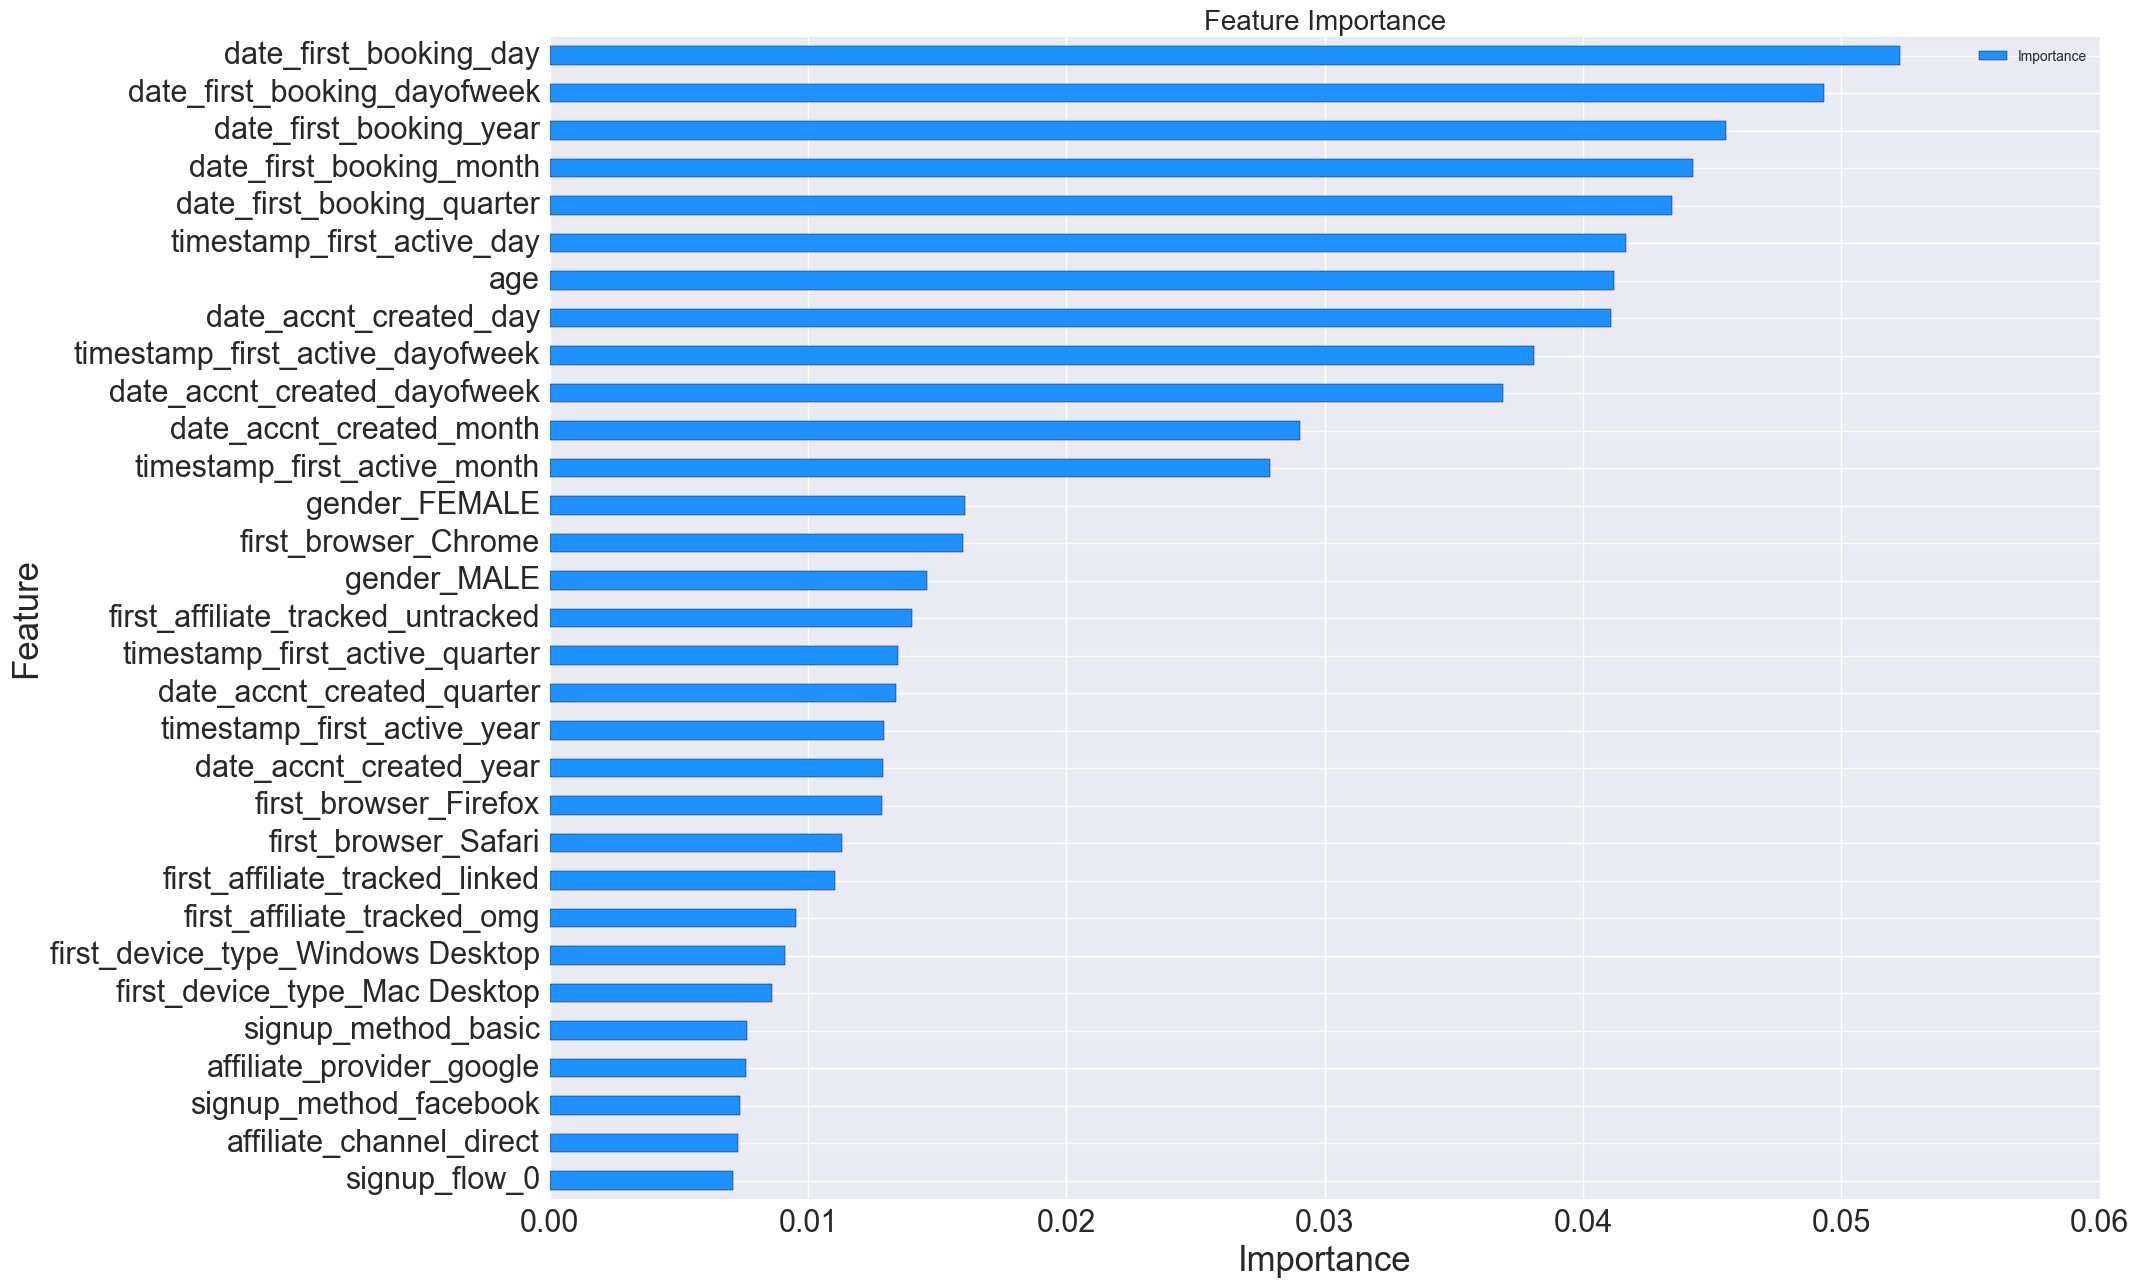 Feature Importance
Importance
date_first_booking_day
date_first_booking_dayofweek
date_first_booking_year
date_first_booking_month
date_first_booking_quarter
timestamp_first_active_day
age
date_accnt_created_day
timestamp_first_active_dayofweek
date_accnt_created_dayofweek
date_accnt_created_month
timestamp_first_active_month
gender_FEMALE
first_browser_Chrome
gender_MALE
first_affiliate_tracked_untracked
timestamp_first_active_quarter
date_accnt_created_quarter
timestamp_first_active_year
date_accnt_created_year
first_browser_Firefox
first_browser_Safari
first_affiliate_tracked_linked
first_affiliate_tracked_omg
first_device_type_Windows Desktop
first_device_type_Mac Desktop
signup_method_basic
affiliate_provider_google
signup_method_facebook
affiliate_channel_direct
signup_flow_0
Feature
0.00 0.01 0.02 0.03 0.04 0.05 0.06
Importance